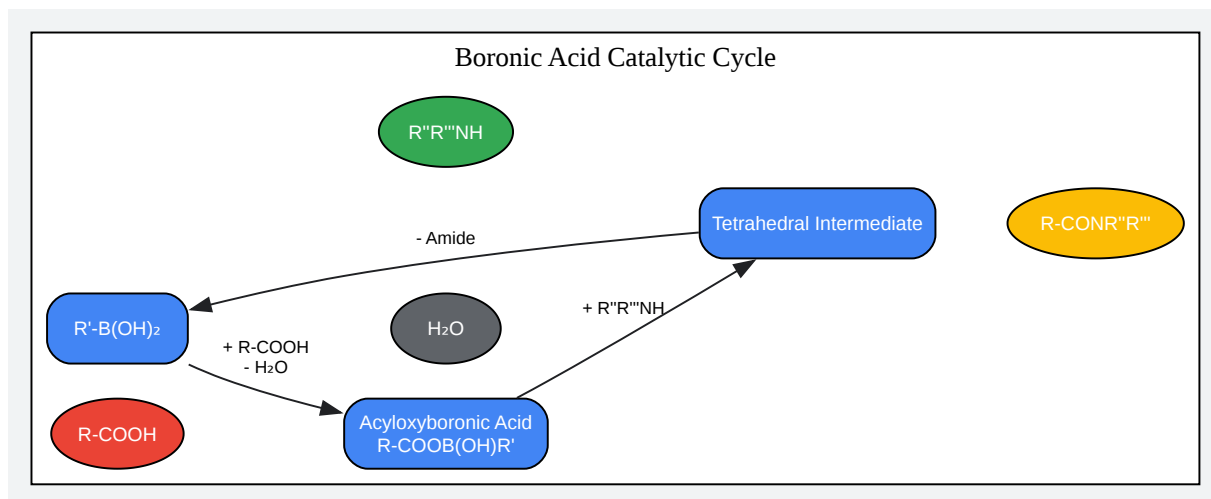 Boronic Acid Catalytic Cycle
R"R'"NH
Tetrahedral Intermediate
R-CONR"R'"
- Amide
+ R"R'"NH
R'-B(OH)₂
H₂O
+ R-COOH
- H₂O
R-COOH
Acyloxyboronic Acid
R-COOB(OH)R'